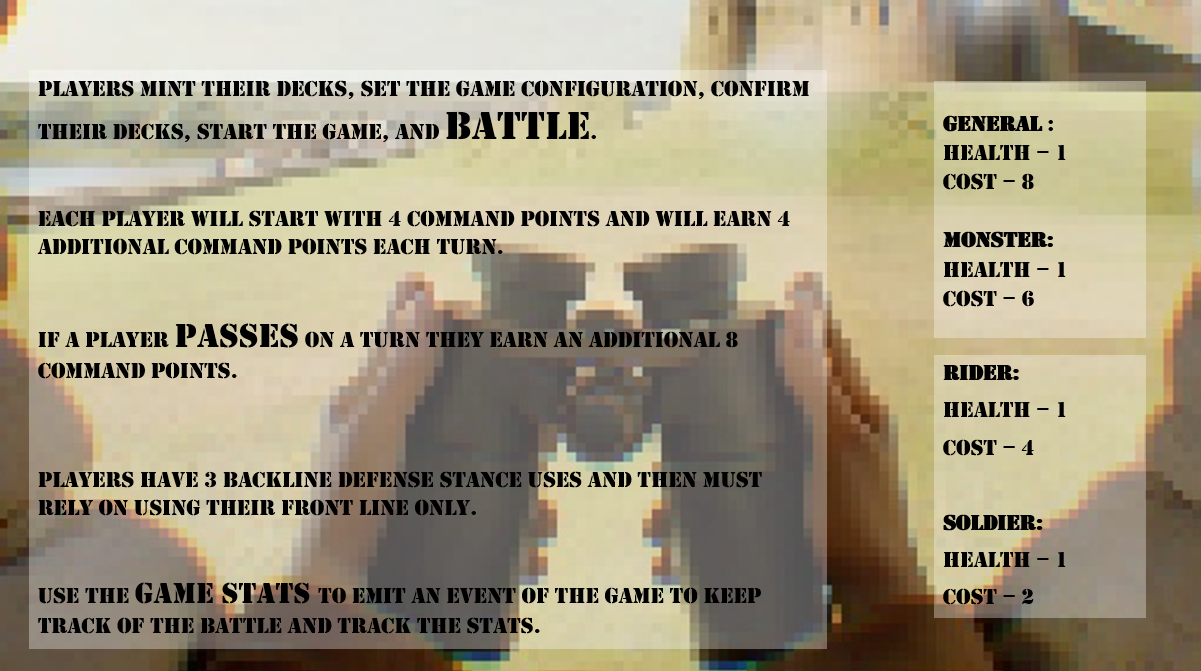 PLAYERS MINT THEIR DECKS, SET THE GAME CONFIGURATION, CONFIRM
THEIR DECKS, START THE GAME, AND BATTLE.
EACH PLAYER WILL START WITH 4 COMMAND POINTS AND WILL EARN 4
ADDITIONAL COMMAND POINTS EACH TURN.
IF A PLAYER PASSES ON A TURN THEY EARN AN ADDITIONAL 8
COMMAND POINTS.
PLAYERS HAVE 3 BACKLINE DEFENSE STANCE USES AND THEN MUST
RELY ON USING THEIR FRONT LINE ONLY.
USE THE GAME STATS TO EMIT AN EVENT OF THE GAME TO KEEP
TRACK OF THE BATTLE AND TRACK THE STATS.
GENERAL :
HEALTH – 1
COST – 8
MONSTER:
HEALTH – 1
COST – 6
RIDER:
HEALTH – 1
COST – 4
SOLDIER:
HEALTH – 1
COST – 2